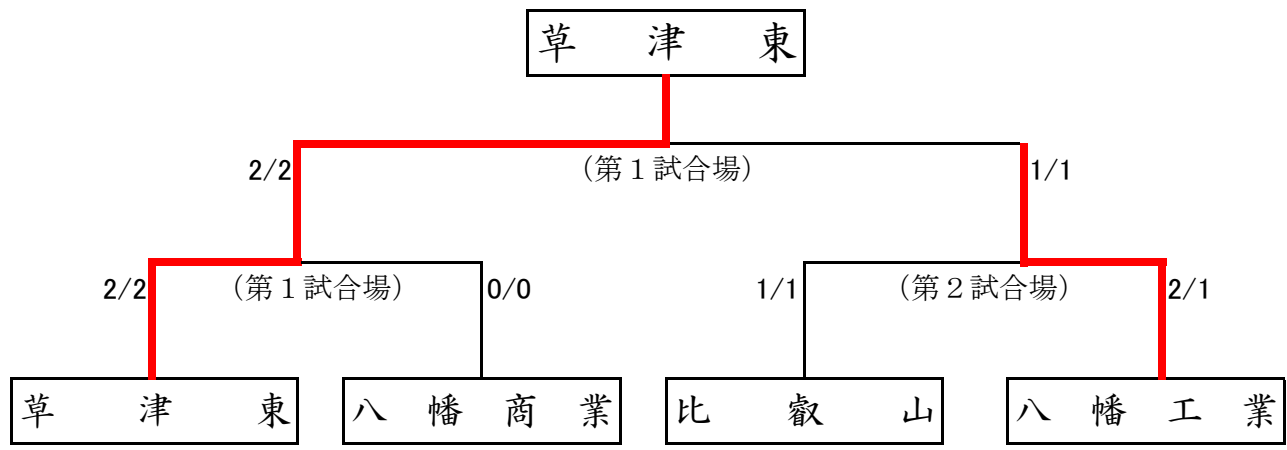 草津東
2/2 (第１試合場) 1/1
2/2 (第１試合場) 0/0 1/1 (第２試合場) 2/1
草津東 八幡商業 比叡山 八幡工業